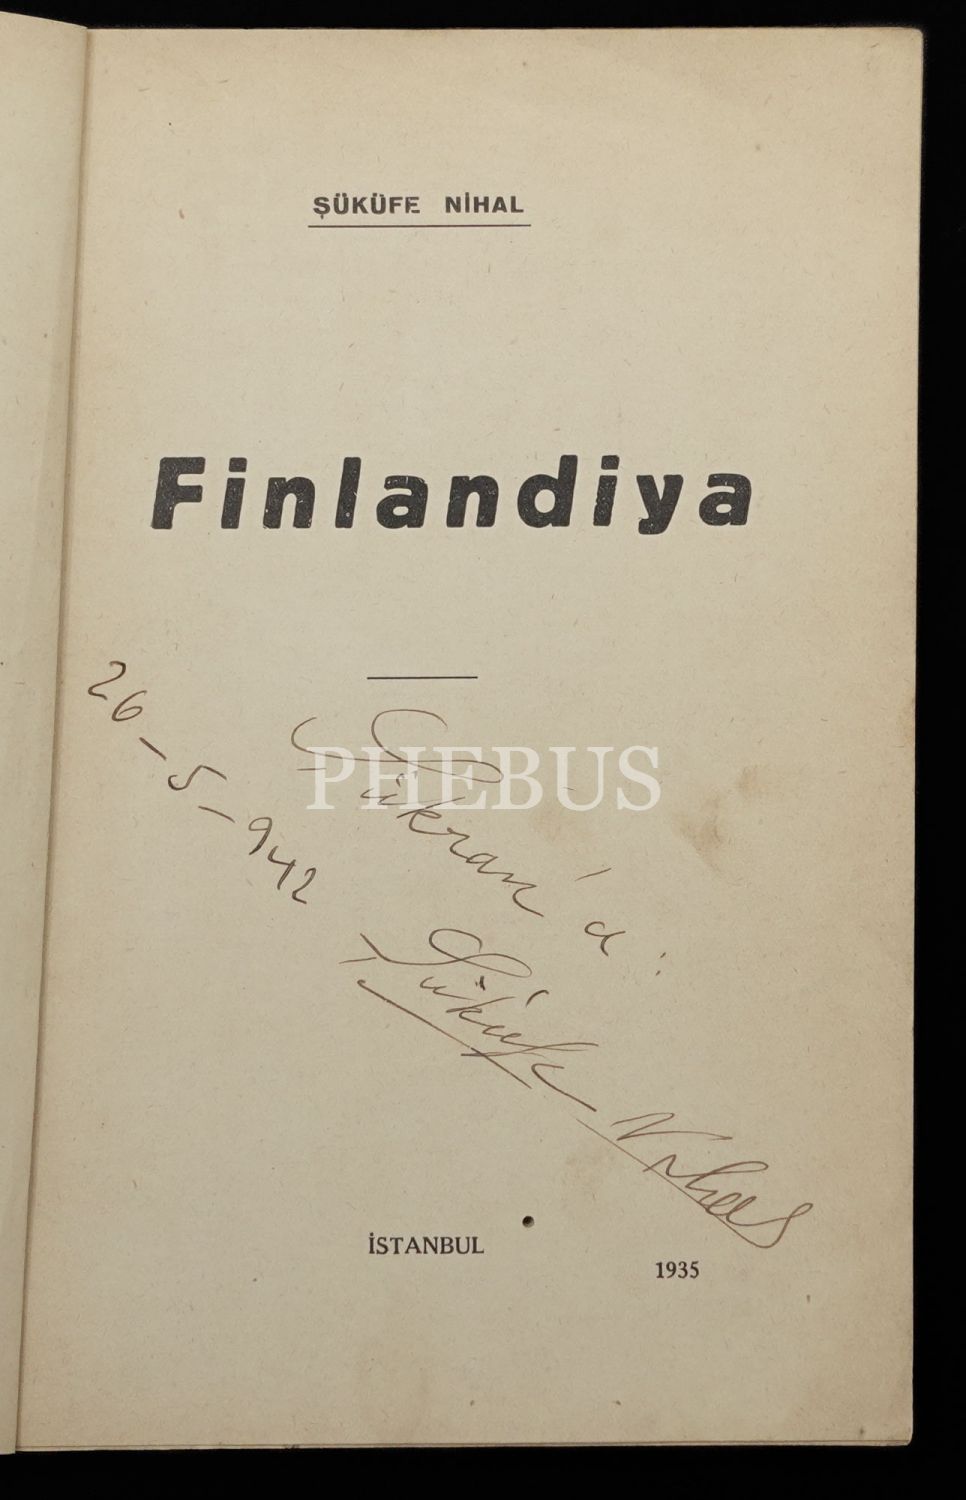 ŞÜKÜFE NİHAL
Finlandiya
26-5-942
Şükran'a:
Şükûfe Nihal
PHEBUS
İSTANBUL
1935